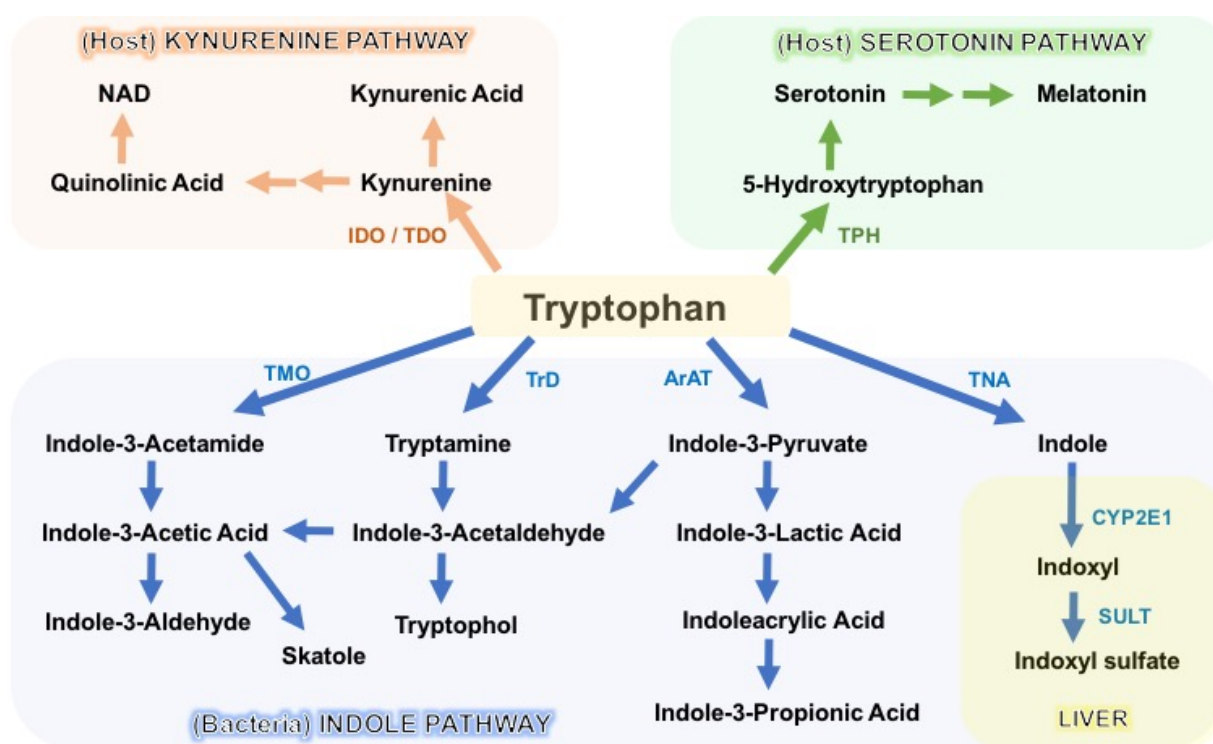 (Host) KYNURENINE PATHWAY
NAD
Kynurenic Acid
Quinolinic Acid
Kynurenine
IDO / TDO
(Host) SEROTONIN PATHWAY
Serotonin
Melatonin
5-Hydroxytryptophan
TPH
Tryptophan
TMO
TrD
ArAT
TNA
Indole-3-Acetamide
Tryptamine
Indole-3-Pyruvate
Indole
CYP2E1
Indole-3-Acetic Acid
Indole-3-Acetaldehyde
Indole-3-Lactic Acid
Indoxyl
SULT
Indole-3-Aldehyde
Tryptophol
Indoleacrylic Acid
Skatole
Indoxyl sulfate
Indole-3-Propionic Acid
(Bacteria) INDOLE PATHWAY
LIVER